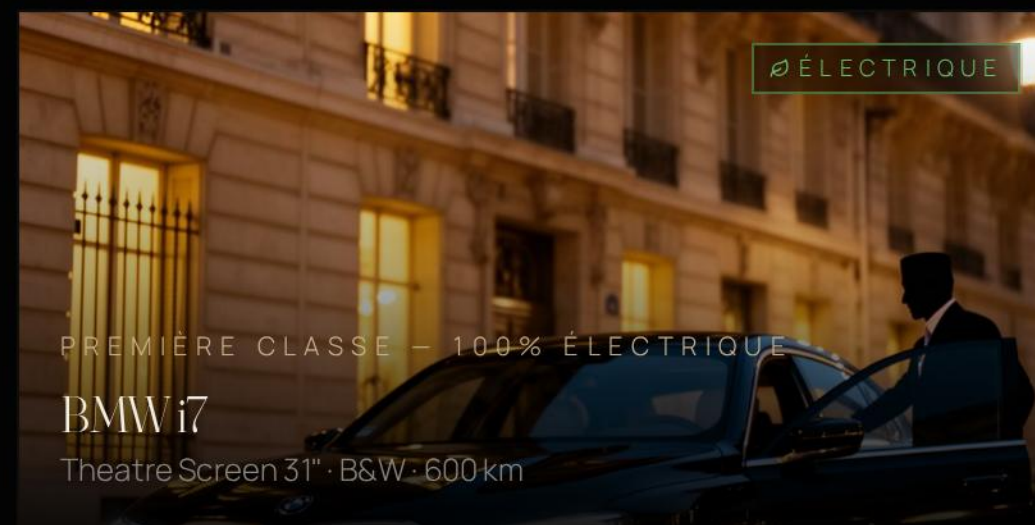 ÉLECTRIQUE
PREMIÈRE CLASSE — 100% ÉLECTRIQUE
BMW i7
Theatre Screen 31" · B&W · 600 km